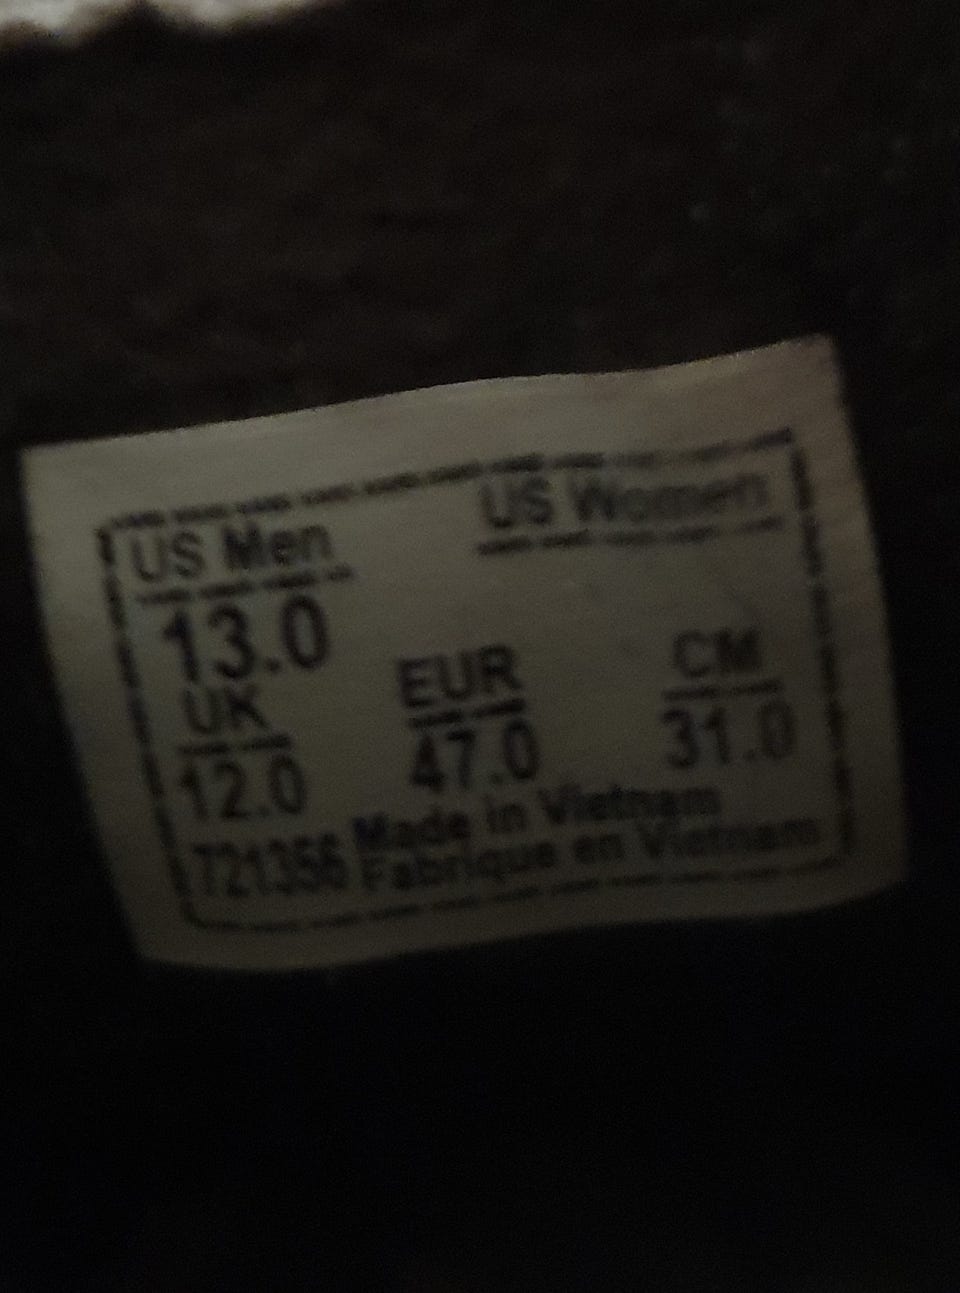 US Men US Women
13.0
UK EUR CM
12.0 47.0 31.0
721356 Made in Vietnam
Fabrique en Vietnam